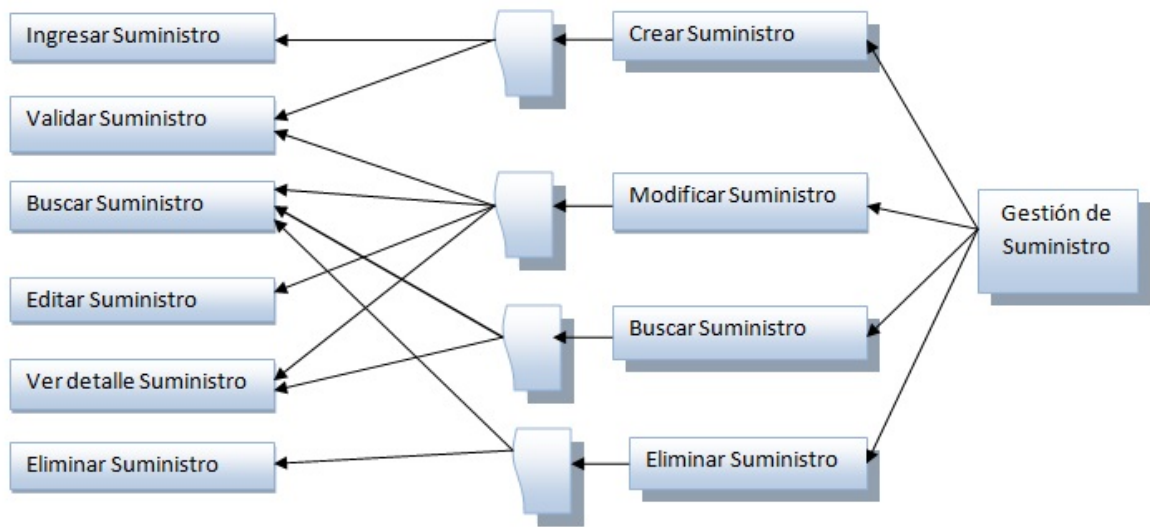 Ingresar Suministro
Crear Suministro
Validar Suministro
Buscar Suministro
Modificar Suministro
Gestión de
Suministro
Editar Suministro
Buscar Suministro
Ver detalle Suministro
Eliminar Suministro
Eliminar Suministro